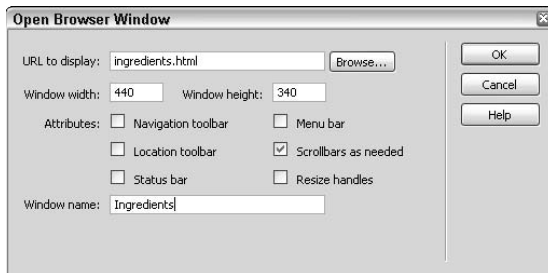 Open Browser Window
URL to display: ingredients.html Browse... OK
Window width: 440 Window height: 340 Cancel
Attributes: Navigation toolbar Menu bar Help
Location toolbar Scrollbars as needed
Status bar Resize handles
Window name: Ingredients